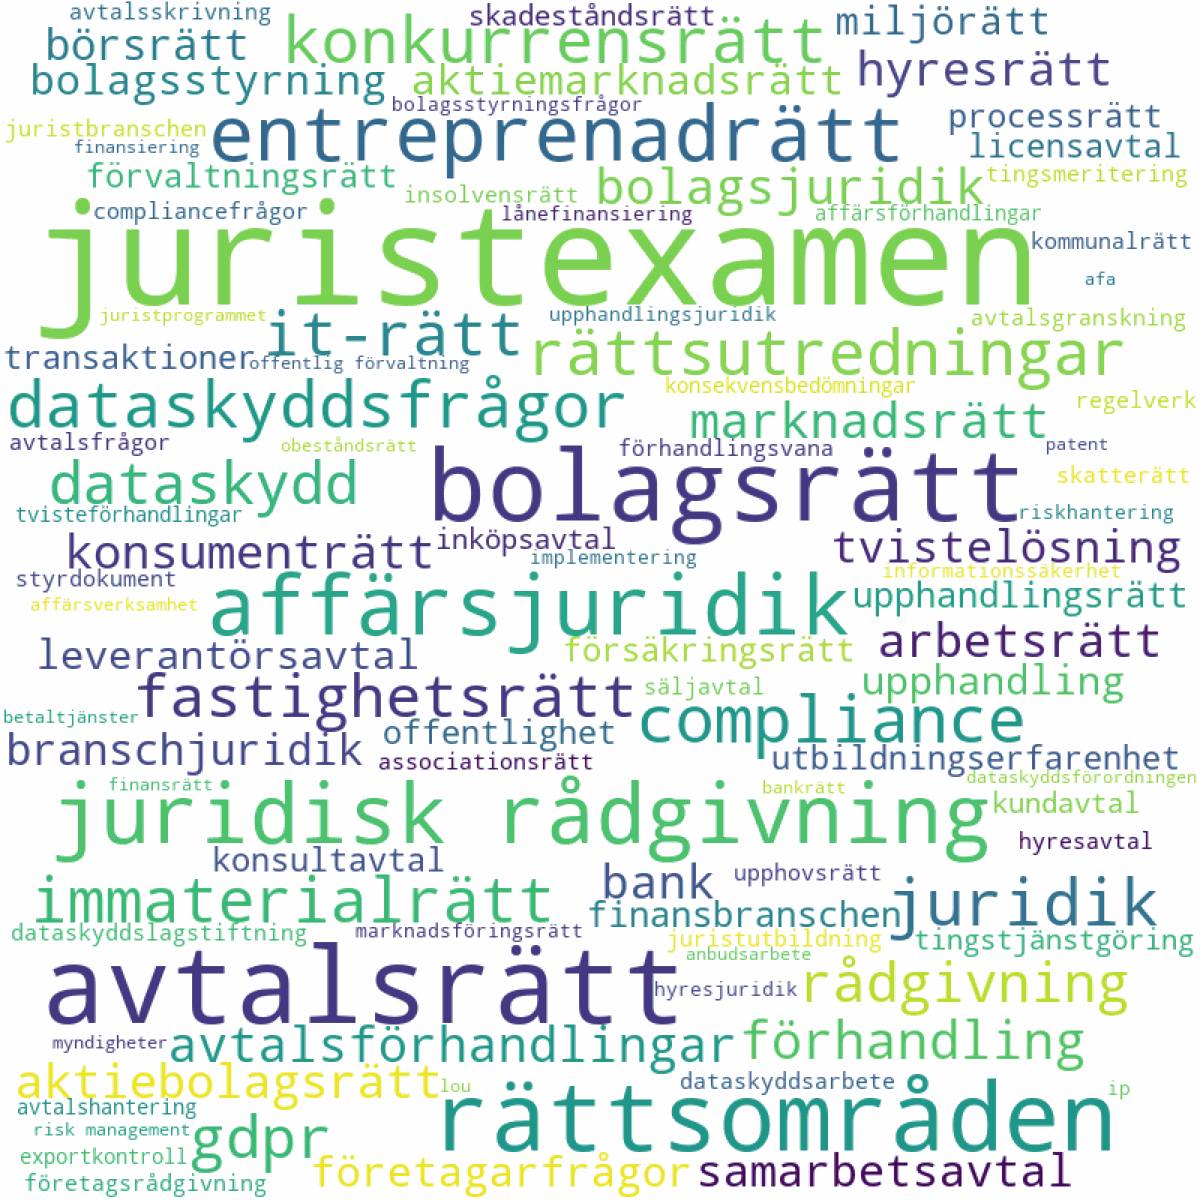 avtalsskrivning
skadeståndsrätt
miljörätt
börsrätt
konkurrensrätt
hyresrätt
bolagsstyrning
aktiemarknadsrätt
bolagsstyrningsfrågor
processrätt
juristbranschen
entreprenadrätt
finansiering
licensavtal
förvaltningsrätt
insolvensrätt
bolagsjuridik
tingsmeritering
compliancefrågor
lånefinansiering
affärsförhandlingar
juristexamen
kommunalrätt
afa
juristprogrammet
it-rätt
upphandlingsjuridik
avtalsgranskning
transaktioner
offentlig förvaltning
rättsutredningar
konsekvensbedömningar
dataskyddsfrågor
regelverk
marknadsrätt
avtalsfrågor
obeståndsrätt
förhandlingsvana
patent
dataskydd
bolagsrätt
skatterätt
tvisteförhandlingar
riskhantering
konsumenträtt
inköpsavtal
tvistelösning
implementering
styrdokument
informationssäkerhet
affärsverksamhet
affärsjuridik
upphandlingsrätt
leverantörsavtal
försäkringsrätt
arbetsrätt
fastighetsrätt
säljavtal
upphandling
betaltjänster
offentlighet
compliance
branschjuridik
associationsrätt
utbildningserfarenhet
finansrätt
bankrätt
dataskyddsförordningen
juridisk rådgivning
kundavtal
hyresavtal
konsultavtal
bank
upphovsrätt
immaterialrätt
finansbranschen
juridik
dataskyddslagstiftning
marknadsföringsrätt
juristutbildning
tingstjänstgöring
anbudsarbete
avtalsrätt
hyresjuridik
rådgivning
myndigheter
avtalsförhandlingar
förhandling
aktiebolagsrätt
lou
dataskyddsarbete
ip
avtalshantering
rättsområden
risk management
gdpr
exportkontroll
företagarfrågor
samarbetsavtal
företagsrådgivning